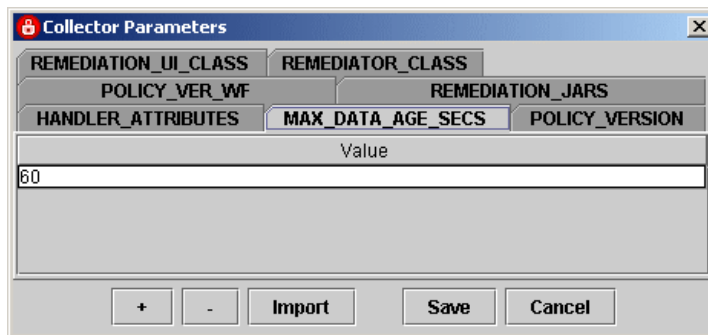 Collector Parameters
REMEDIATION_UI_CLASS REMEDIATOR_CLASS
POLICY_VER_WF REMEDIATION_JARS
HANDLER_ATTRIBUTES MAX_DATA_AGE_SECS POLICY_VERSION
Value
60
+ - Import Save Cancel